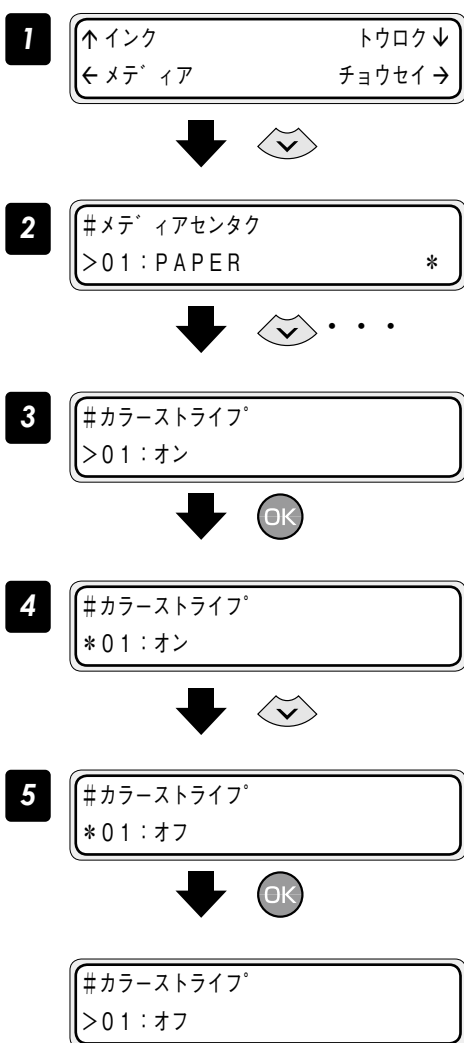 1
↑インク トウロク↓
←メディア チョウセイ→
2
#メディアセンタク
>01:PAPER *
・・・
3
#カラーストライプ
>01:オン
OK
4
#カラーストライプ
*01:オン
5
#カラーストライプ
*01:オフ
OK
#カラーストライプ
>01:オフ